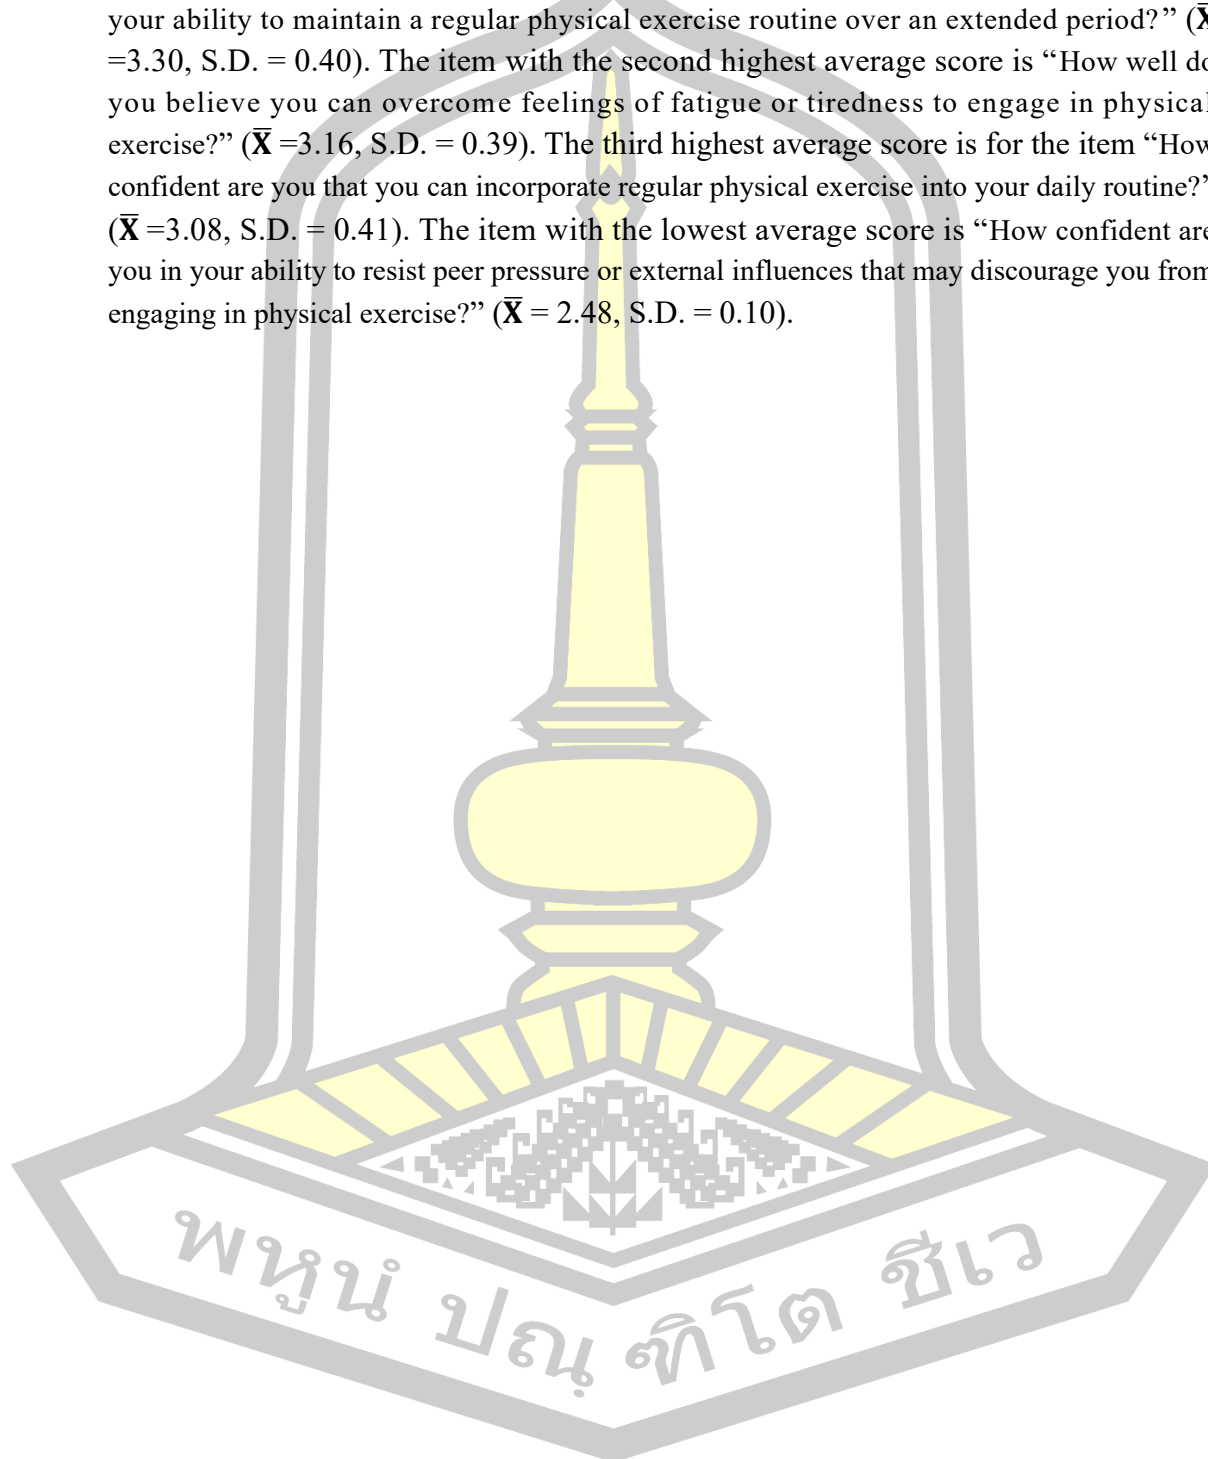 your ability to maintain a regular physical exercise routine over an extended period?” (X̄
=3.30, S.D. = 0.40). The item with the second highest average score is “How well do
you believe you can overcome feelings of fatigue or tiredness to engage in physical
exercise?” (X̄ =3.16, S.D. = 0.39). The third highest average score is for the item “How
confident are you that you can incorporate regular physical exercise into your daily routine?”
(X̄ =3.08, S.D. = 0.41). The item with the lowest average score is “How confident are
you in your ability to resist peer pressure or external influences that may discourage you from
engaging in physical exercise?” (X̄ = 2.48, S.D. = 0.10).
พหูนํ ปณฺฑิโต ชีเว